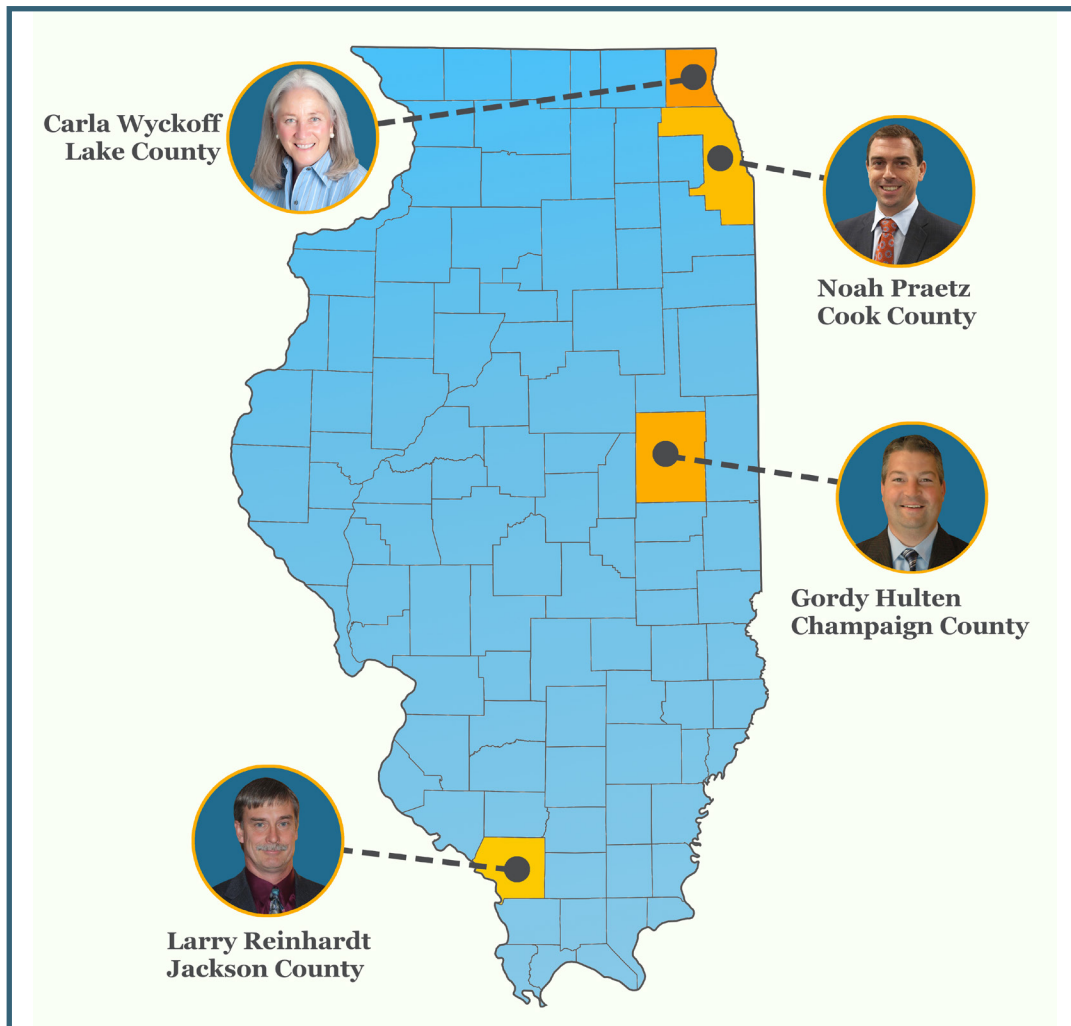 Carla Wyckoff
Lake County
Noah Praetz
Cook County
Gordy Hulten
Champaign County
Larry Reinhardt
Jackson County